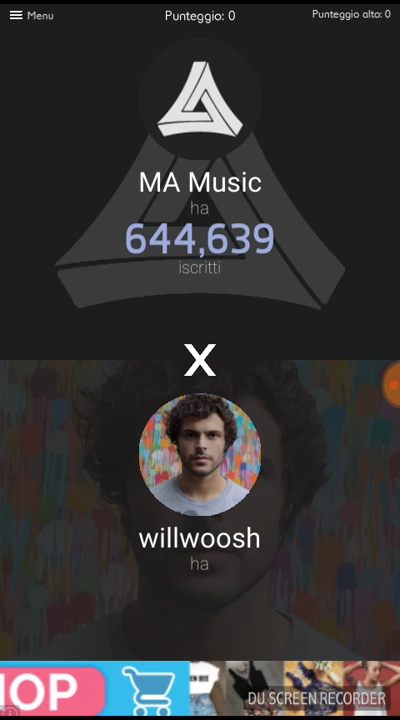 Menu
Punteggio: 0
Punteggio alto: 0
MA Music
ha
644,639
iscritti
X
willwoosh
ha
HOP
DU SCREEN RECORDER